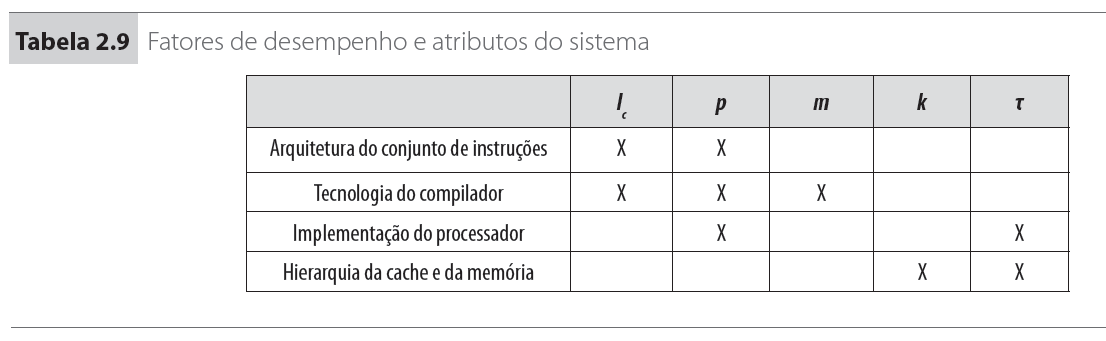 Tabela 2.9 Fatores de desempenho e atributos do sistema
I_c p m k τ
Arquitetura do conjunto de instruções X X
Tecnologia do compilador X X X
Implementação do processador X X
Hierarquia da cache e da memória X X